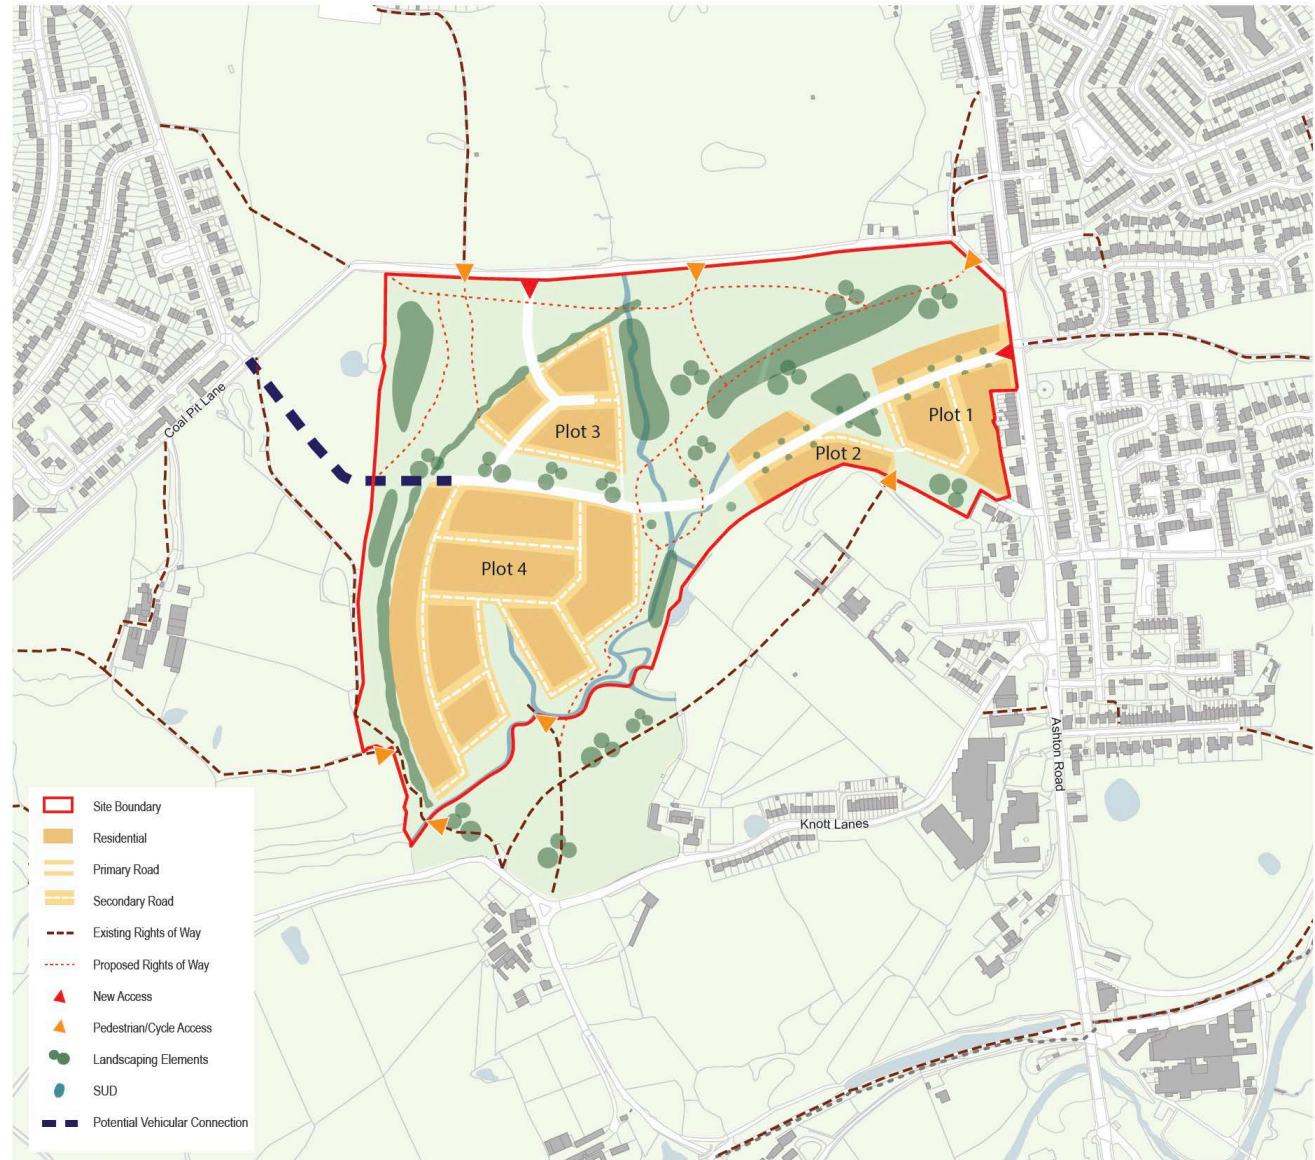 Coal Pit Lane
Plot 1
Plot 2
Plot 3
Plot 4
Ashton Road
Knott Lanes
Site Boundary
Residential
Primary Road
Secondary Road
Existing Rights of Way
Proposed Rights of Way
New Access
Pedestrian/Cycle Access
Landscaping Elements
SUD
Potential Vehicular Connection